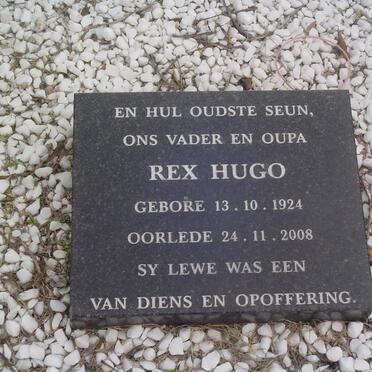 EN HUL OUDSTE SEUN,
ONS VADER EN OUPA
REX HUGO
GEBORE 13.10.1924
OORLEDE 24.11.2008
SY LEWE WAS EEN
VAN DIENS EN OPOFFERING.